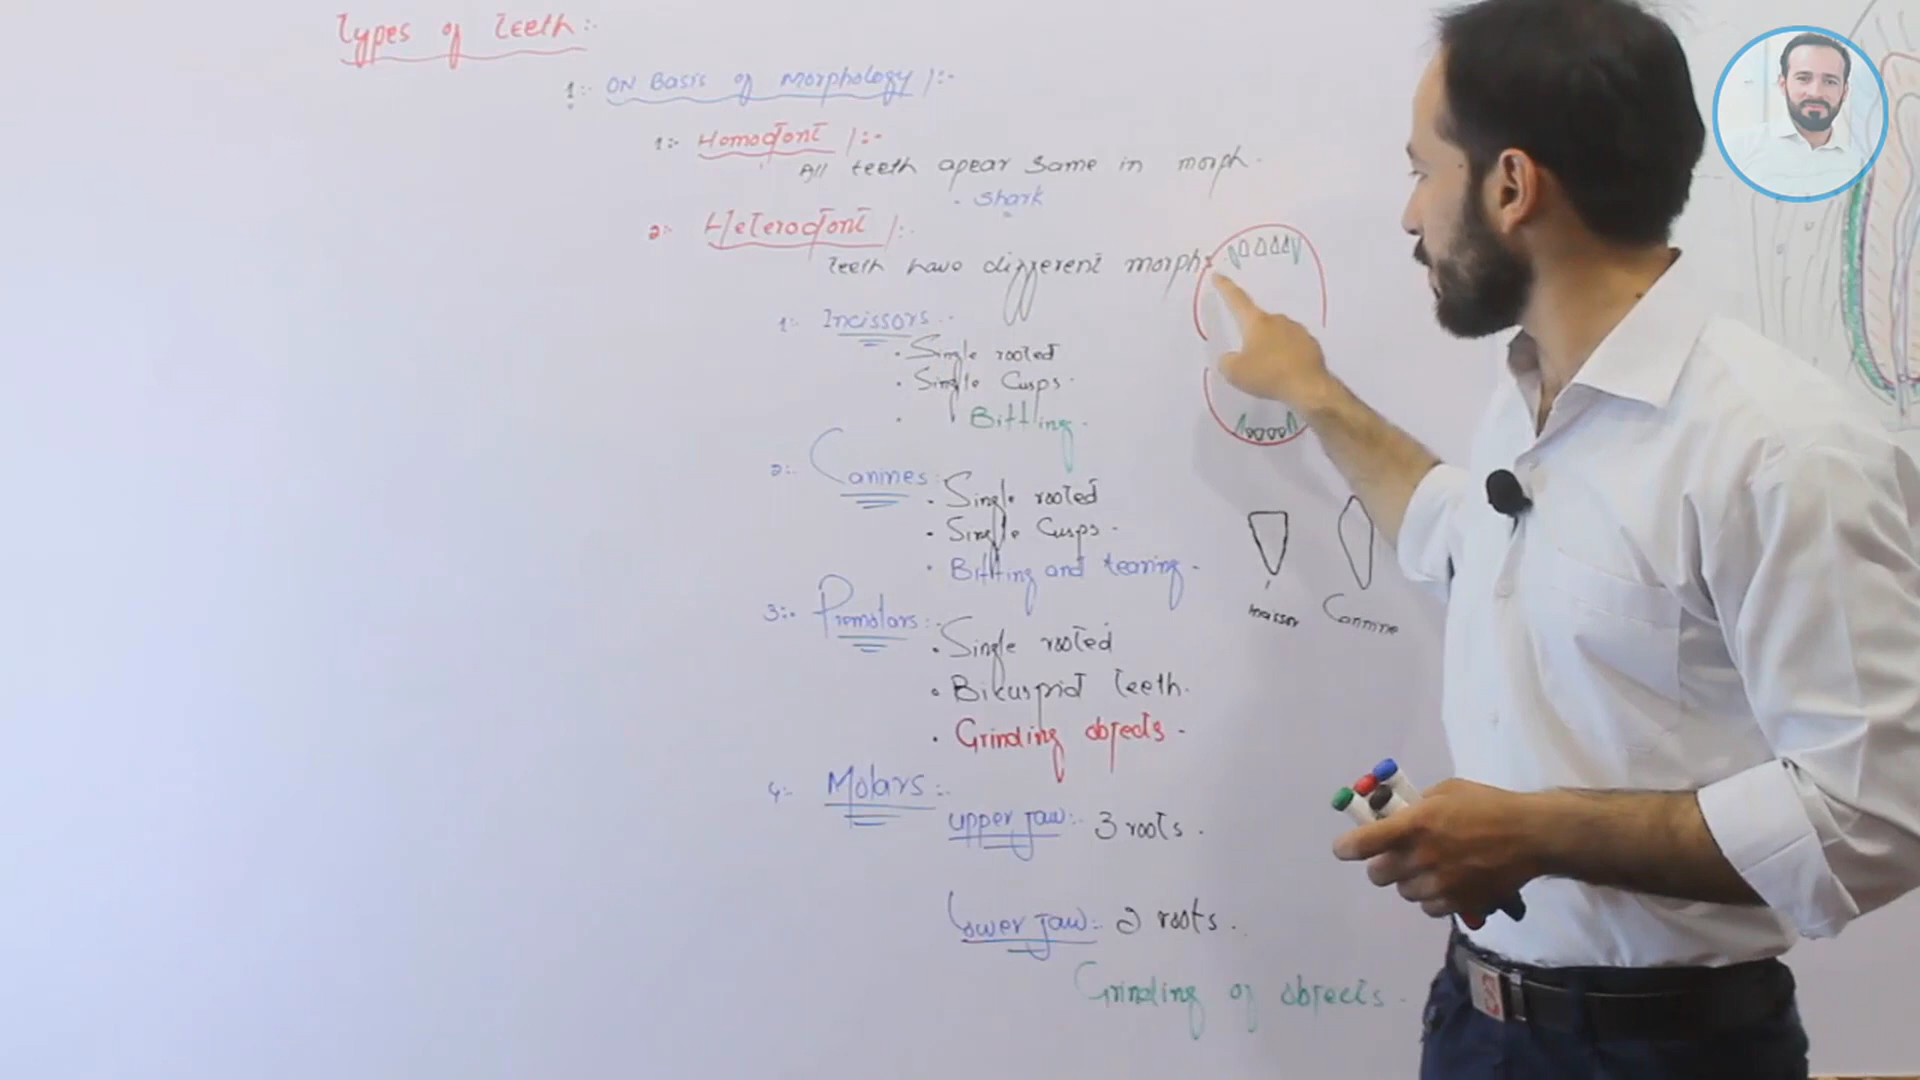 Types of Teeth :-
1:- ON Basis of Morphology /:-
1:- Homodont /:-
All teeth apear Same in morph.
. Shark
2:- Heterodont /:-
Teeth have different morph
1:- Incissors :-
. Single rooted
. Single Cusps.
. Bitting.
2:- Canines :-
. Single rooted
. Single Cusps.
. Bitting and tearing.
3:- Premolars :-
. Single rooted
. Bicuspid Teeth.
. Grinding objects.
4:- Molars :-
upper jaw :- 3 roots.
Lower jaw :- 2 roots.
Grinding of objects.
Incissor Canine